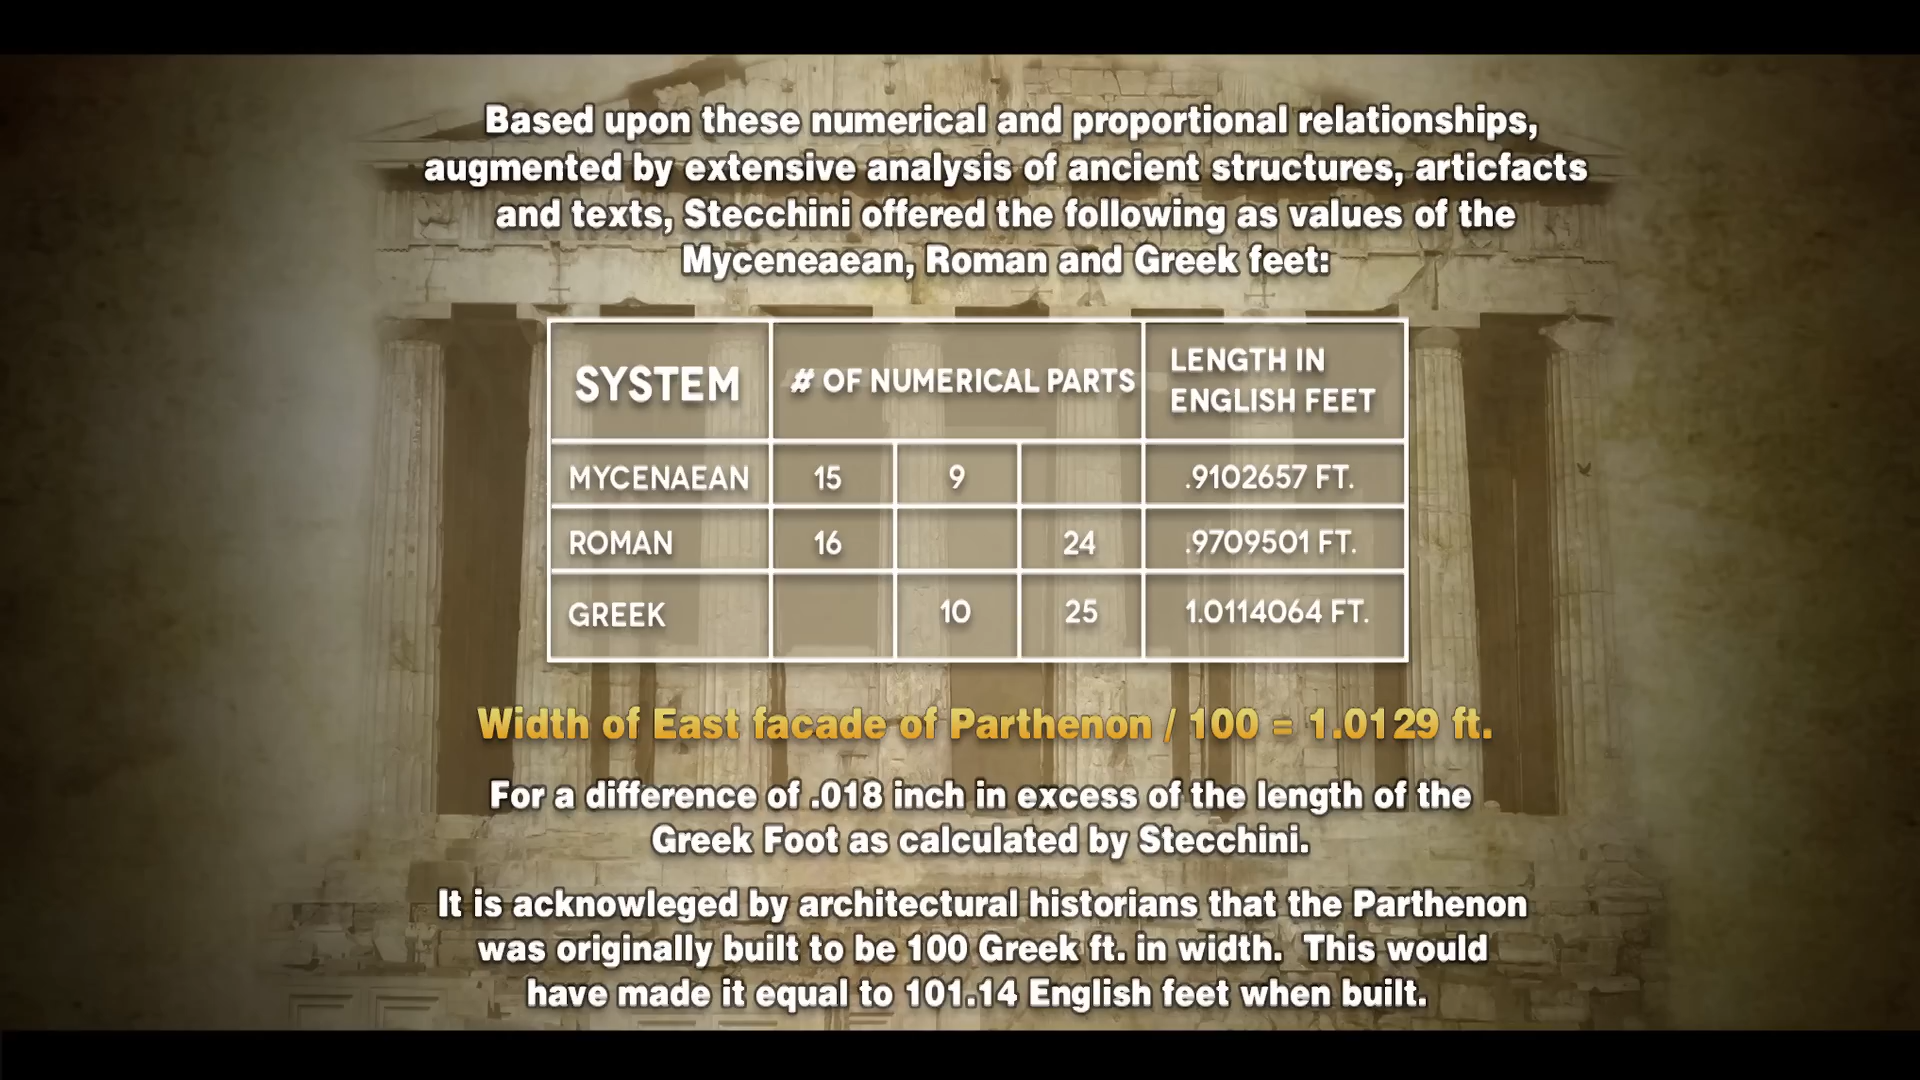 Based upon these numerical and proportional relationships,
augmented by extensive analysis of ancient structures, articfacts
and texts, Stecchini offered the following as values of the
Myceneaean, Roman and Greek feet:
SYSTEM # OF NUMERICAL PARTS LENGTH IN
ENGLISH FEET
MYCENAEAN 15 9 .9102657 FT.
ROMAN 16 24 .9709501 FT.
GREEK 10 25 1.0114064 FT.
Width of East facade of Parthenon / 100 = 1.0129 ft.
For a difference of .018 inch in excess of the length of the
Greek Foot as calculated by Stecchini.
It is acknowleged by architectural historians that the Parthenon
was originally built to be 100 Greek ft. in width. This would
have made it equal to 101.14 English feet when built.